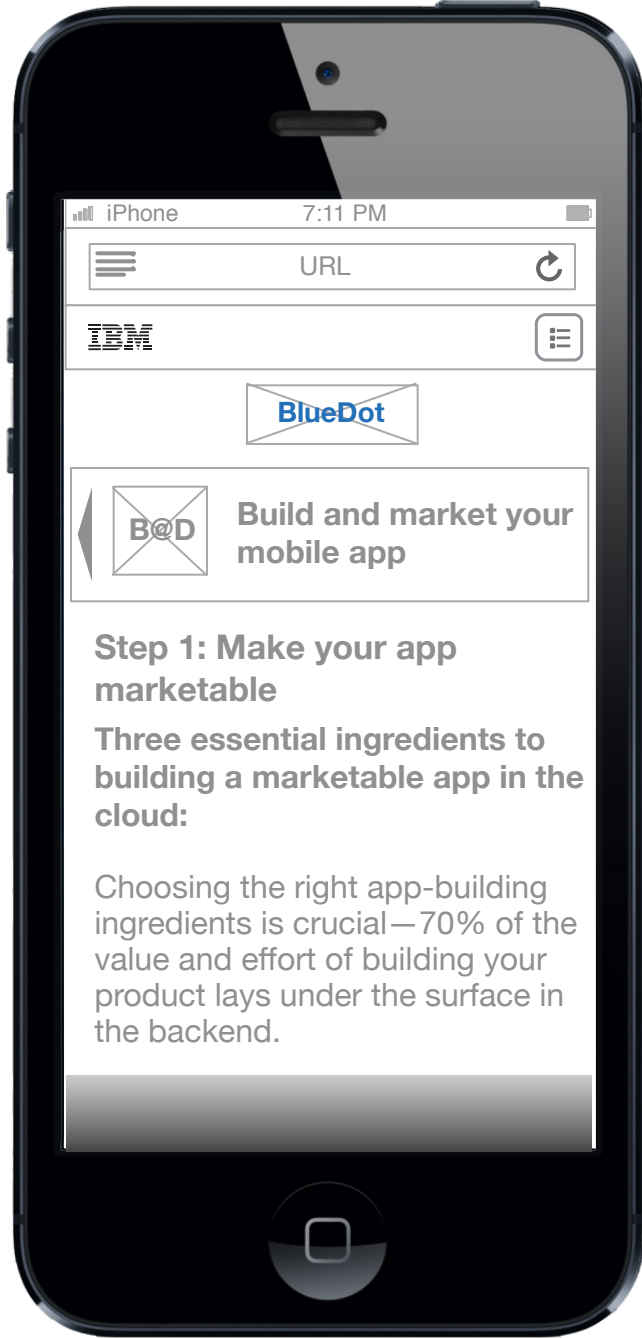 iPhone 7:11 PM
URL
IBM
BlueDot
B@D
Build and market your
mobile app
Step 1: Make your app
marketable
Three essential ingredients to
building a marketable app in the
cloud:
Choosing the right app-building
ingredients is crucial—70% of the
value and effort of building your
product lays under the surface in
the backend.